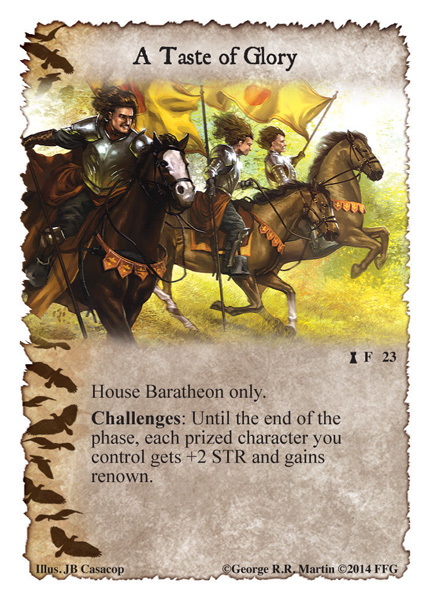 A Taste of Glory
F 23
House Baratheon only.
Challenges: Until the end of the
phase, each prized character you
control gets +2 STR and gains
renown.
Illus. JB Casacop ©George R.R. Martin ©2014 FFG